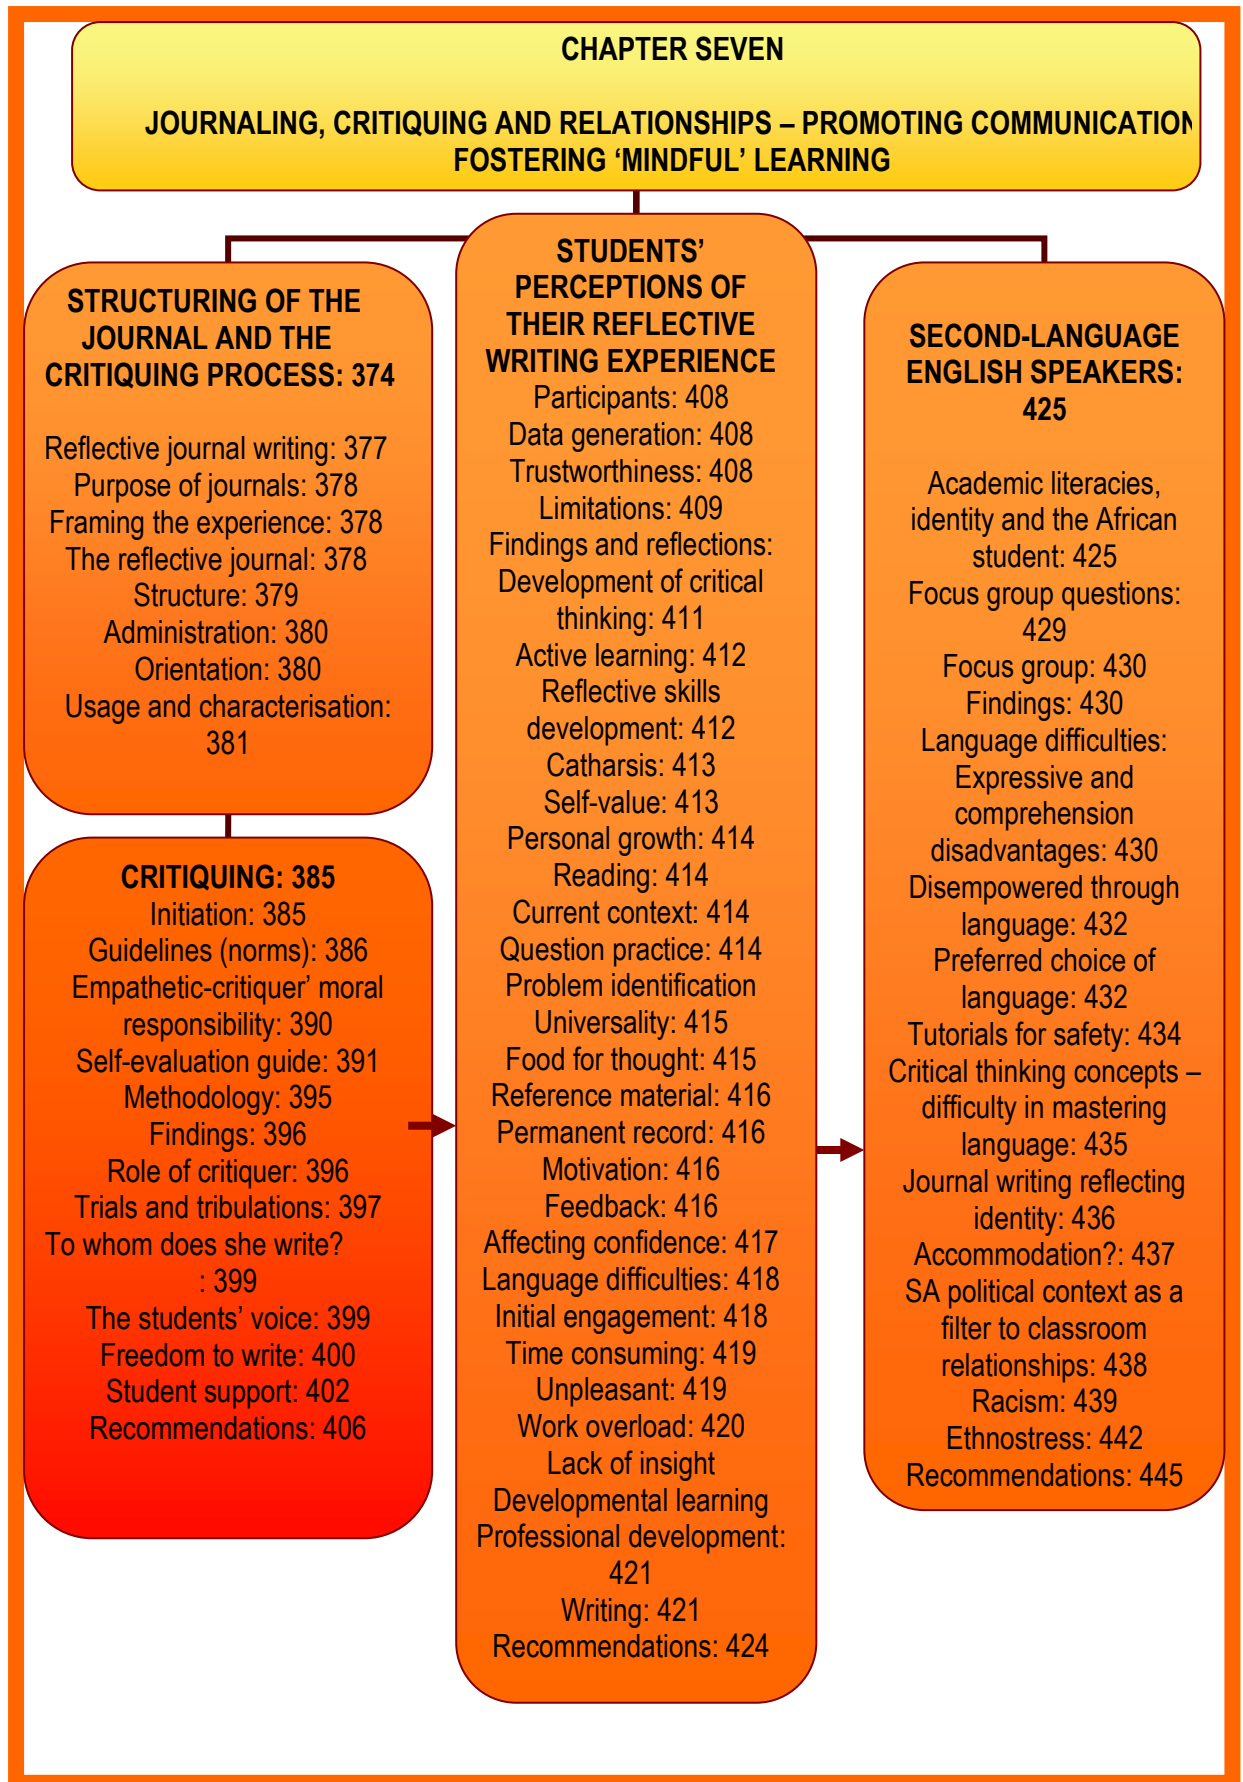 CHAPTER SEVEN
JOURNALING, CRITIQUING AND RELATIONSHIPS – PROMOTING COMMUNICATION
FOSTERING ‘MINDFUL’ LEARNING
STRUCTURING OF THE
JOURNAL AND THE
CRITIQUING PROCESS: 374
Reflective journal writing: 377
Purpose of journals: 378
Framing the experience: 378
The reflective journal: 378
Structure: 379
Administration: 380
Orientation: 380
Usage and characterisation:
381
CRITIQUING: 385
Initiation: 385
Guidelines (norms): 386
Empathetic-critiquer’ moral
responsibility: 390
Self-evaluation guide: 391
Methodology: 395
Findings: 396
Role of critiquer: 396
Trials and tribulations: 397
To whom does she write?
: 399
The students’ voice: 399
Freedom to write: 400
Student support: 402
Recommendations: 406
STUDENTS’
PERCEPTIONS OF
THEIR REFLECTIVE
WRITING EXPERIENCE
Participants: 408
Data generation: 408
Trustworthiness: 408
Limitations: 409
Findings and reflections:
Development of critical
thinking: 411
Active learning: 412
Reflective skills
development: 412
Catharsis: 413
Self-value: 413
Personal growth: 414
Reading: 414
Current context: 414
Question practice: 414
Problem identification
Universality: 415
Food for thought: 415
Reference material: 416
Permanent record: 416
Motivation: 416
Feedback: 416
Affecting confidence: 417
Language difficulties: 418
Initial engagement: 418
Time consuming: 419
Unpleasant: 419
Work overload: 420
Lack of insight
Developmental learning
Professional development:
421
Writing: 421
Recommendations: 424
SECOND-LANGUAGE
ENGLISH SPEAKERS:
425
Academic literacies,
identity and the African
student: 425
Focus group questions:
429
Focus group: 430
Findings: 430
Language difficulties:
Expressive and
comprehension
disadvantages: 430
Disempowered through
language: 432
Preferred choice of
language: 432
Tutorials for safety: 434
Critical thinking concepts –
difficulty in mastering
language: 435
Journal writing reflecting
identity: 436
Accommodation?: 437
SA political context as a
filter to classroom
relationships: 438
Racism: 439
Ethnostress: 442
Recommendations: 445